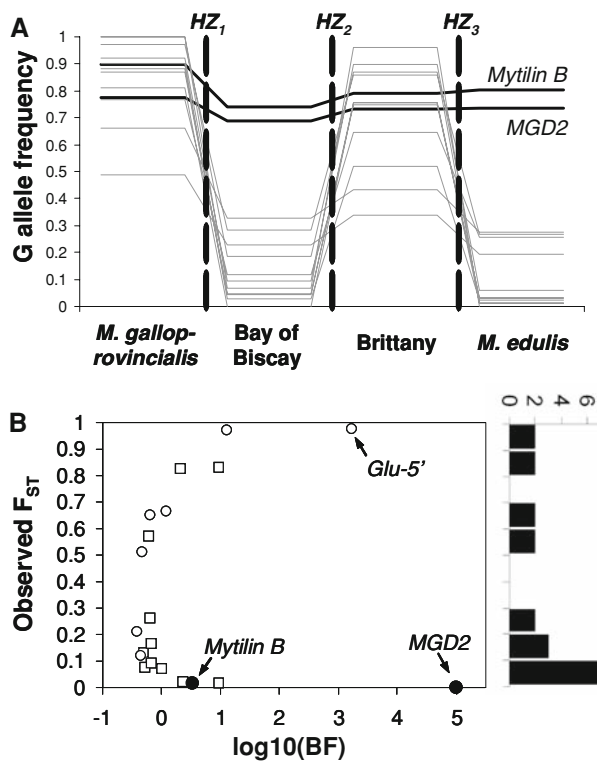 A
HZ1
HZ2
HZ3
G allele frequency
1
0.9
0.8
0.7
0.6
0.5
0.4
0.3
0.2
0.1
0
Mytilin B
MGD2
M. gallop-
rovincialis
Bay of
Biscay
Brittany
M. edulis
B
Observed FST
1
0.9
0.8
0.7
0.6
0.5
0.4
0.3
0.2
0.1
0
Glu-5'
Mytilin B
MGD2
-1
0
1
2
3
4
5
log10(BF)
0
2
4
6